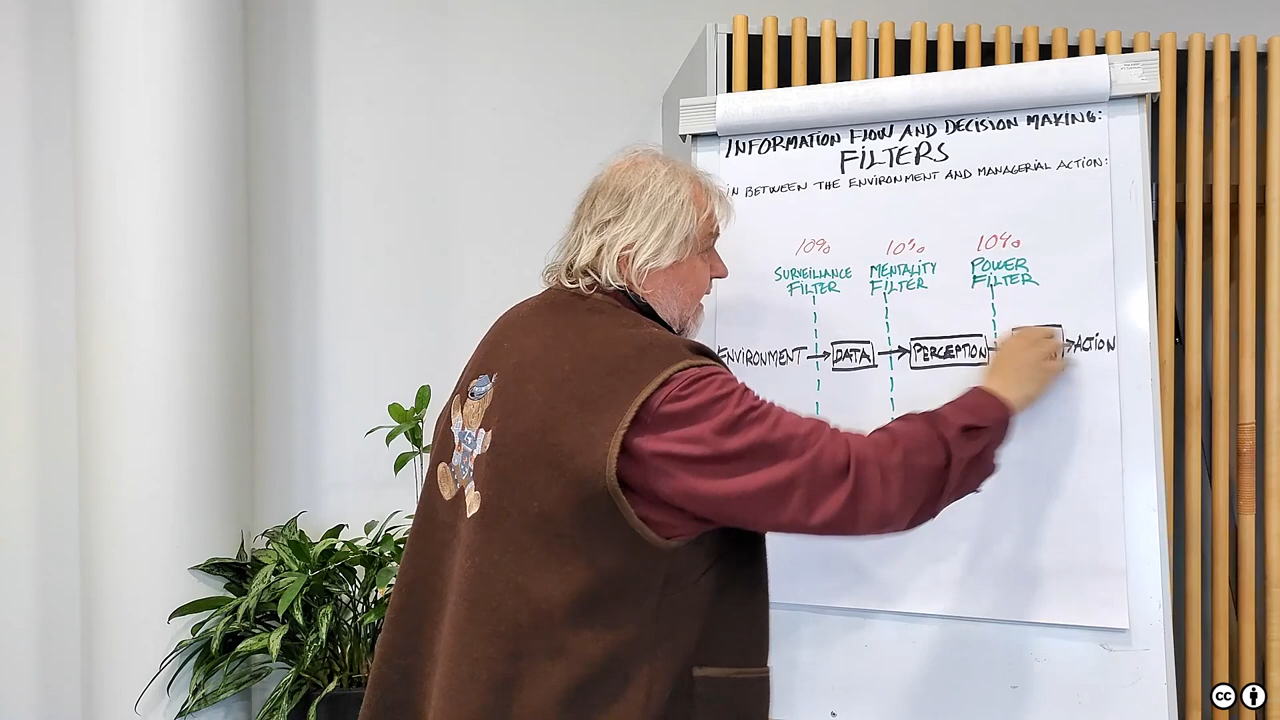 INFORMATION FLOW AND DECISION MAKING:
FILTERS
IN BETWEEN THE ENVIRONMENT AND MANAGERIAL ACTION:
10% 10% 10%
SURVEILLANCE FILTER
MENTALITY FILTER
POWER FILTER
ENVIRONMENT → DATA → PERCEPTION → ACTION
cc